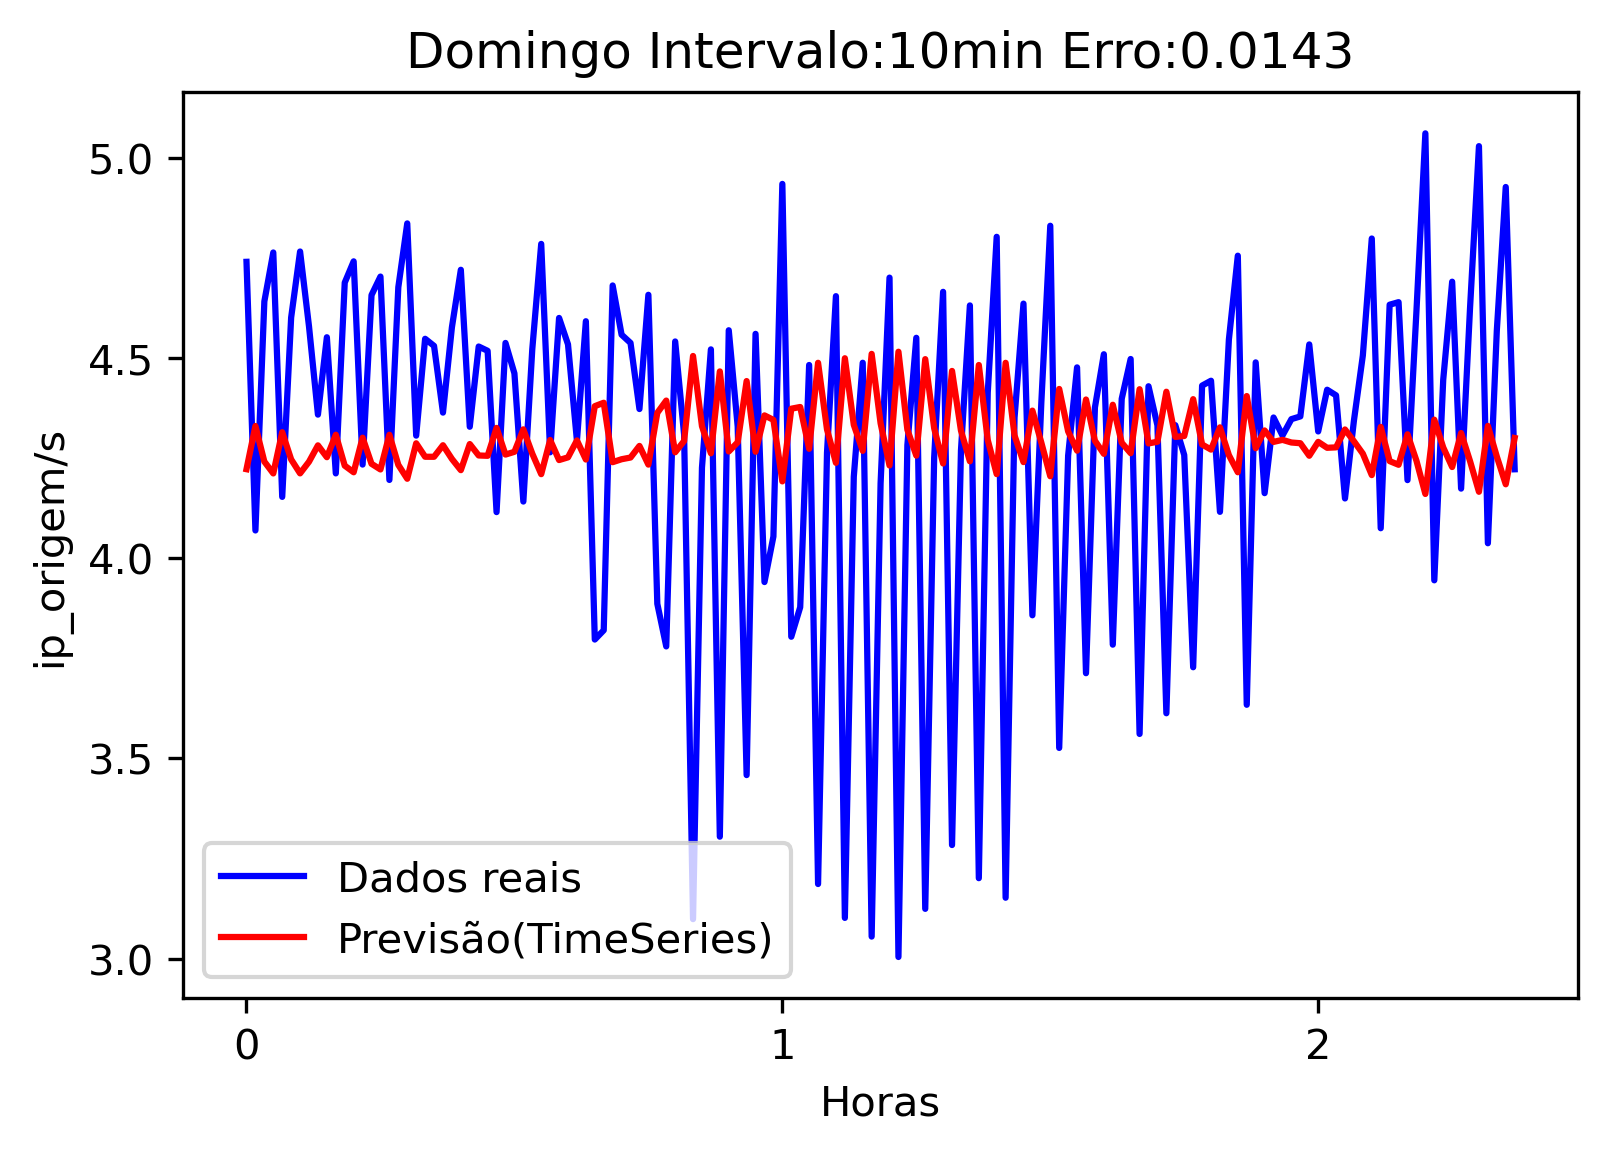 Domingo Intervalo:10min Erro:0.0143
ip_origem/s
5.0
4.5
4.0
3.5
3.0
Dados reais
Previsão(TimeSeries)
0 1 2
Horas